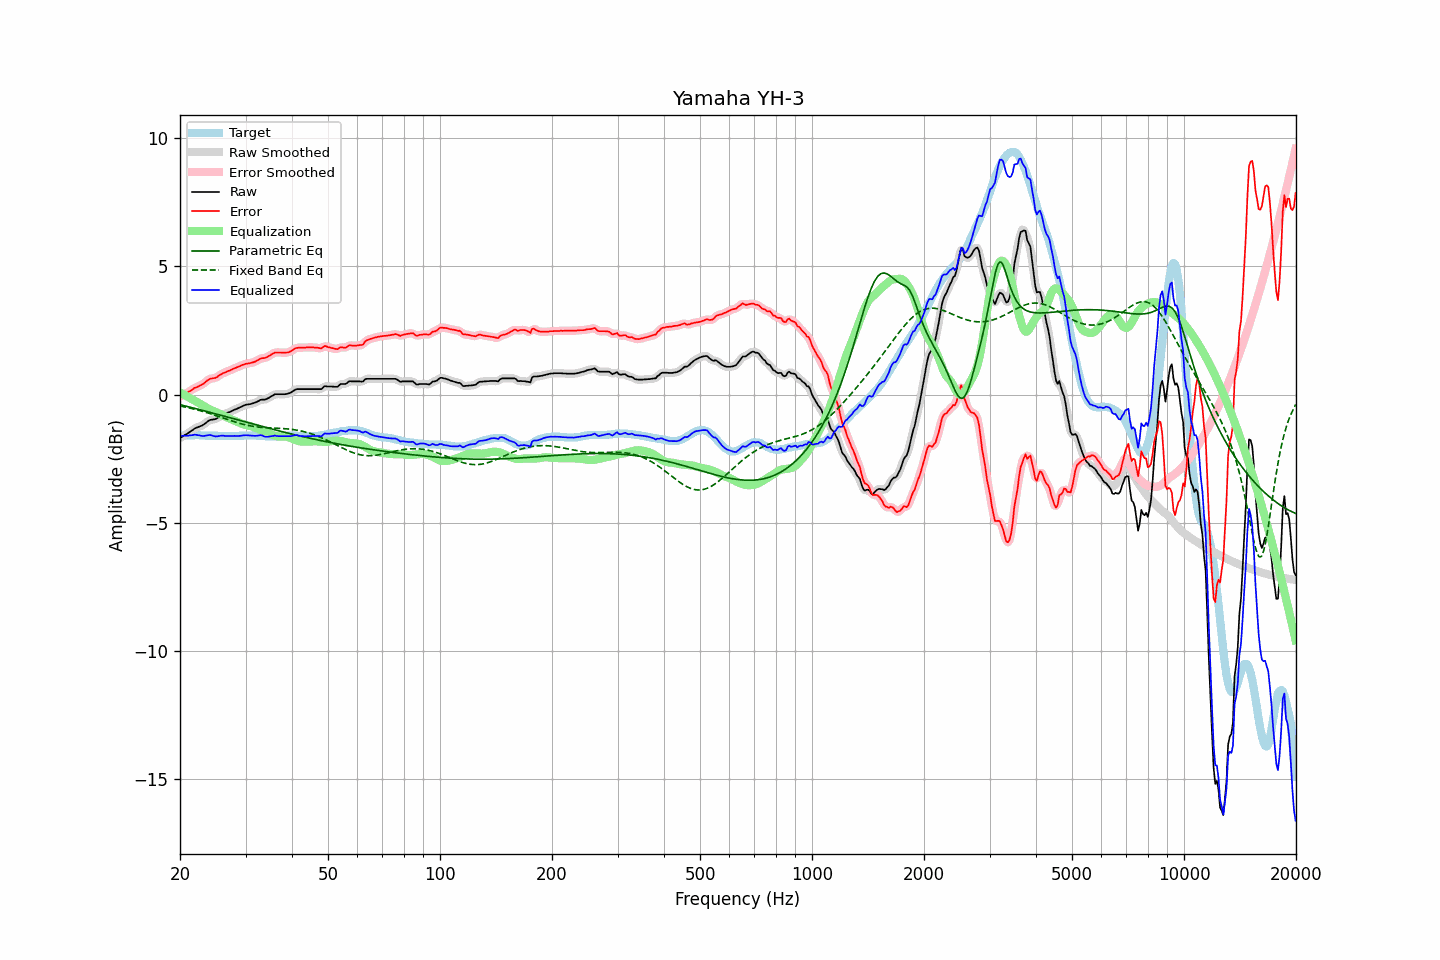 Yamaha YH-3
Target
Raw Smoothed
Error Smoothed
Raw
Error
Equalization
Parametric Eq
Fixed Band Eq
Equalized
10
5
0
−5
−10
−15
Amplitude (dBr)
20 50 100 200 500 1000 2000 5000 10000 20000
Frequency (Hz)